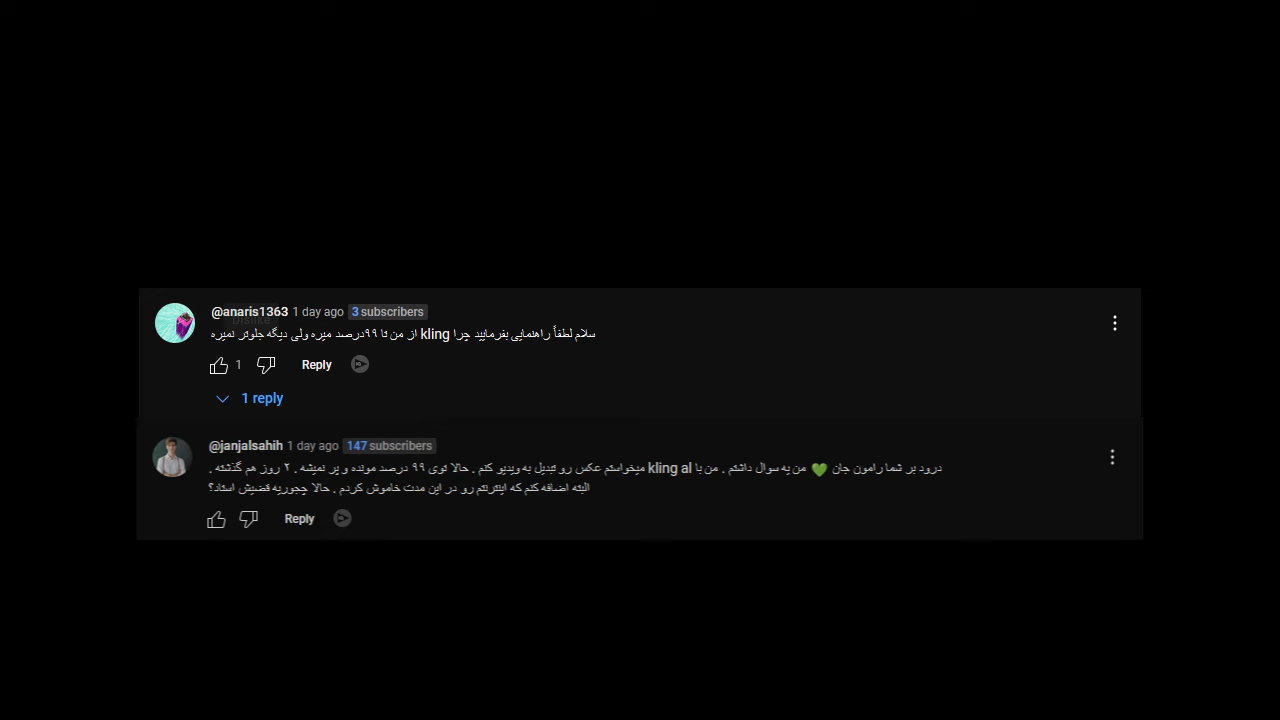 @anaris1363 1 day ago 3 subscribers
سلام لطفاً راهنمایی بفرمایید چرا kling از من تا ۹۹درصد میره ولی دیگه جلوتر نمیره
1 Reply
1 reply
@janjalsahih 1 day ago 147 subscribers
درود بر شما رامون جان 💚 من یه سوال داشتم . من با kling aI میخواستم عکس رو تبدیل به ویدیو کنم . حالا توی ۹۹ درصد مونده و پر نمیشه . ۲ روز هم گذشته .
البته اضافه کنم که اینترنتم رو در این مدت خاموش کردم . حالا چجوریه قضیش استاد؟
Reply